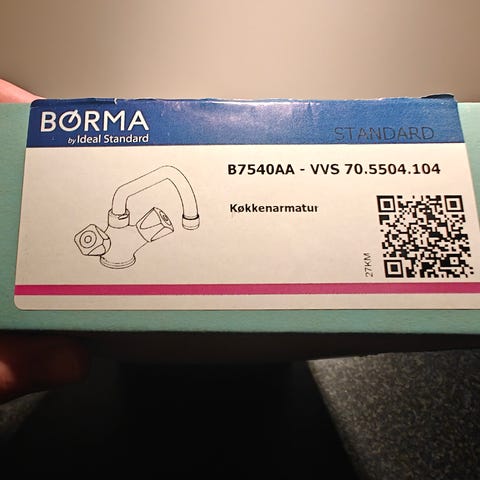 BØRMA
by Ideal Standard
STANDARD
B7540AA - VVS 70.5504.104
Køkkenarmatur
27KM